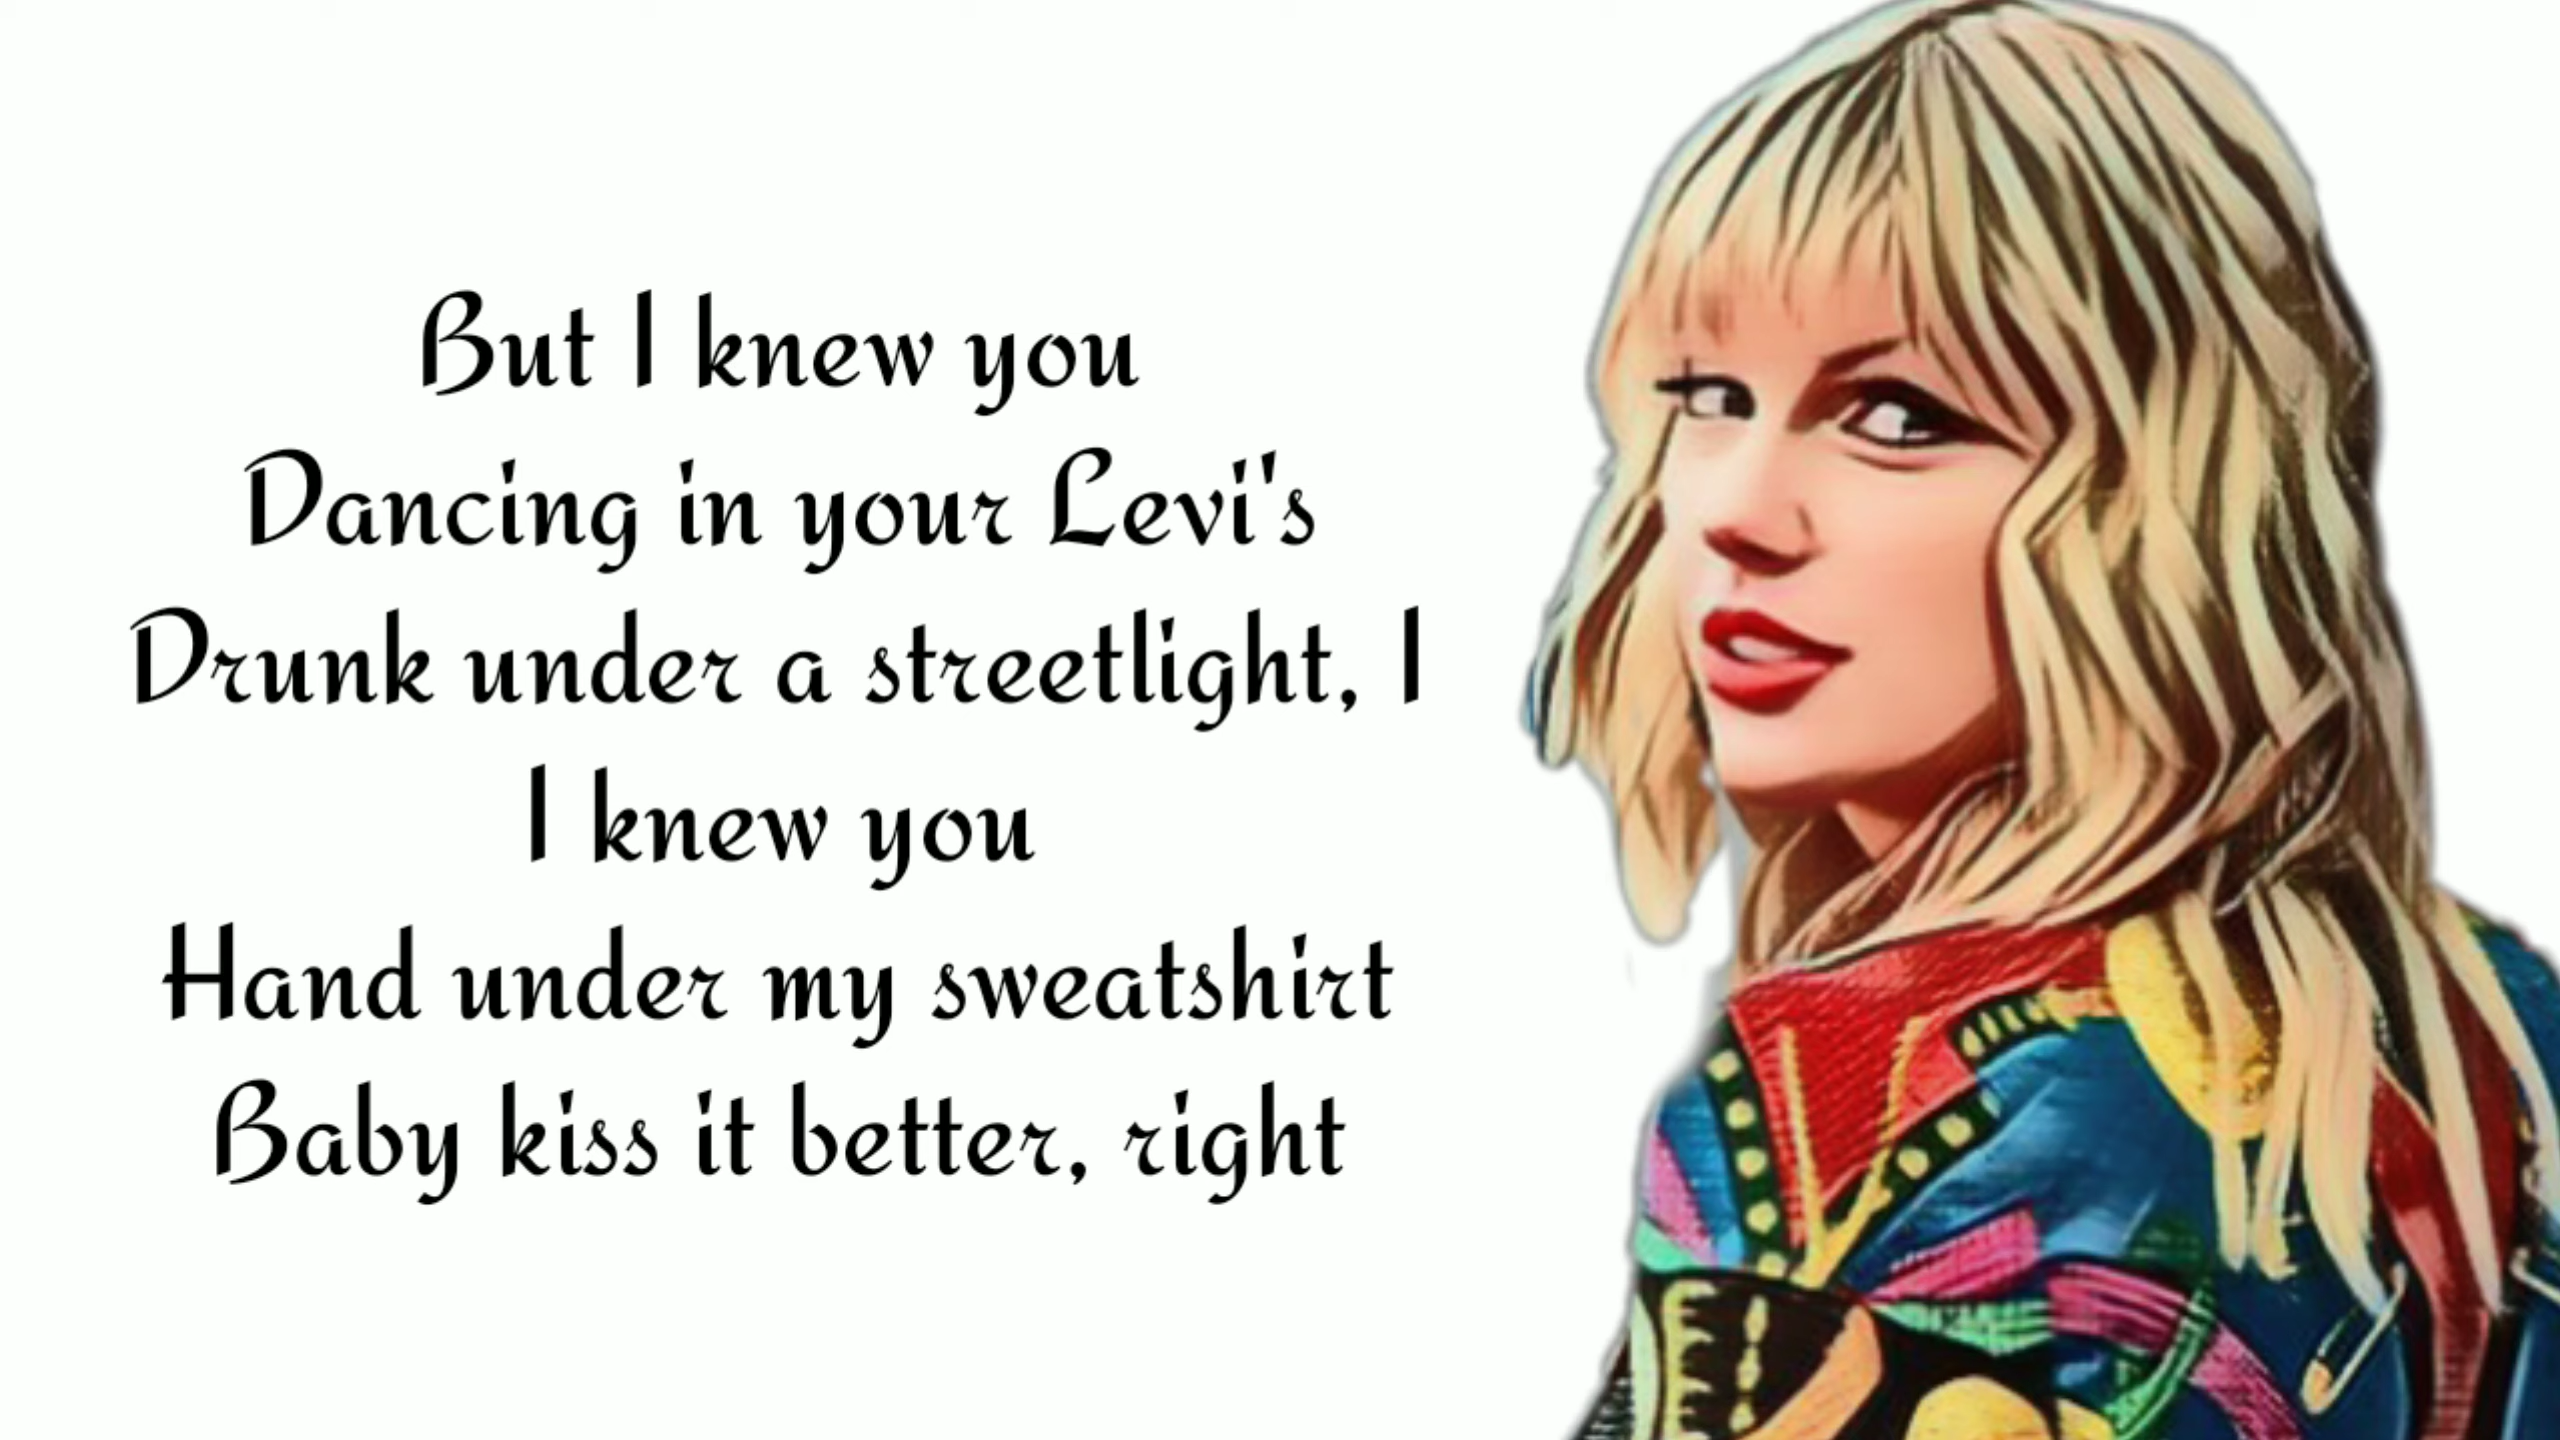 But I knew you
Dancing in your Levi's
Drunk under a streetlight, I
I knew you
Hand under my sweatshirt
Baby kiss it better, right